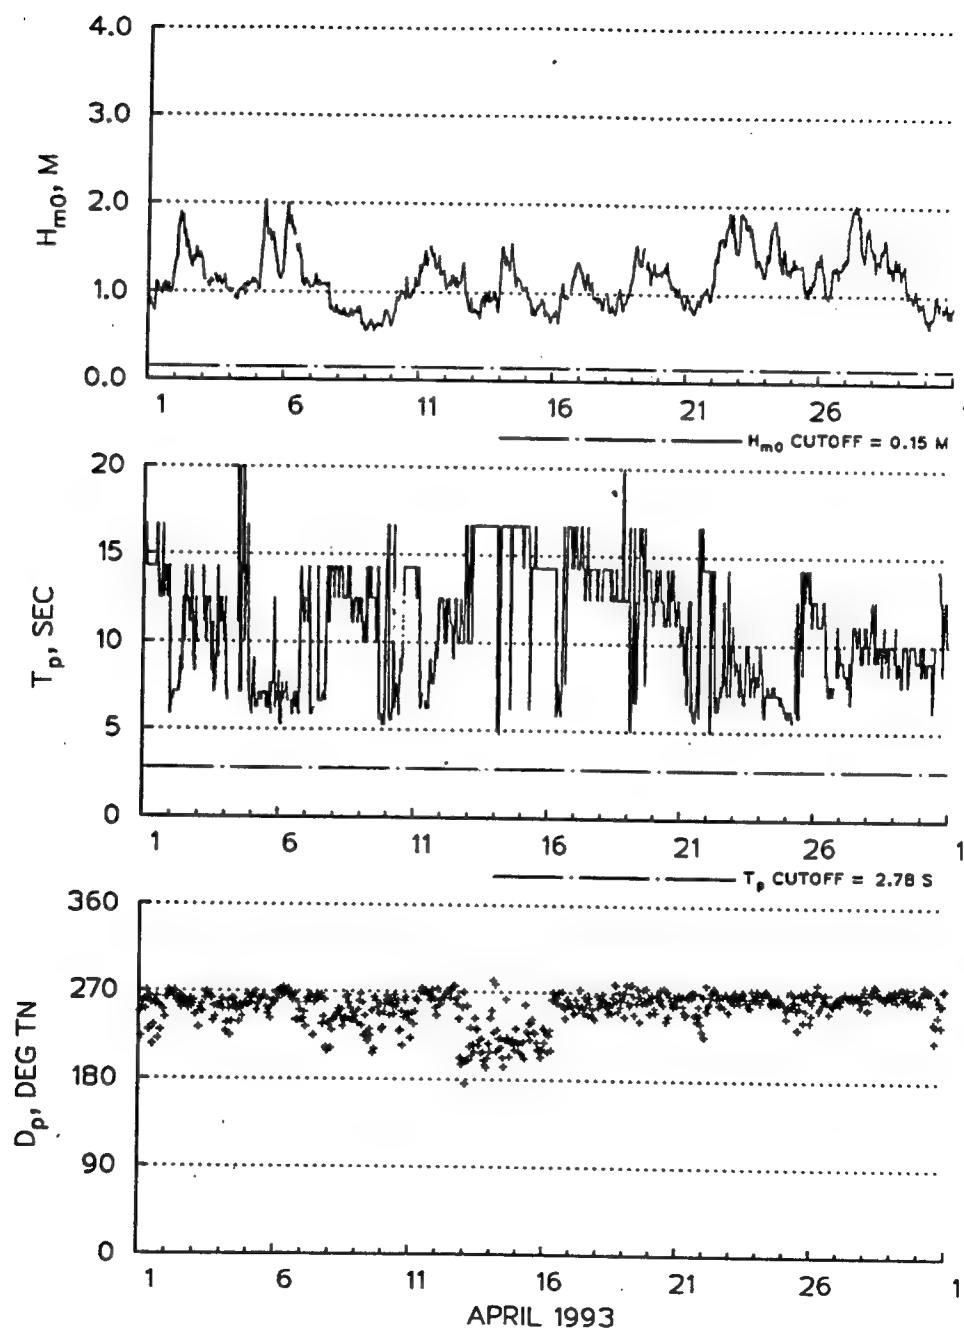 4.0
3.0
2.0
1.0
0.0
H_m0, M
1 6 11 16 21 26
H_m0 CUTOFF = 0.15 M
20
15
10
5
0
T_p, SEC
1 6 11 16 21 26 1
T_p CUTOFF = 2.78 S
360
270
180
90
0
D_p, DEG TN
1 6 11 16 21 26 1
APRIL 1993